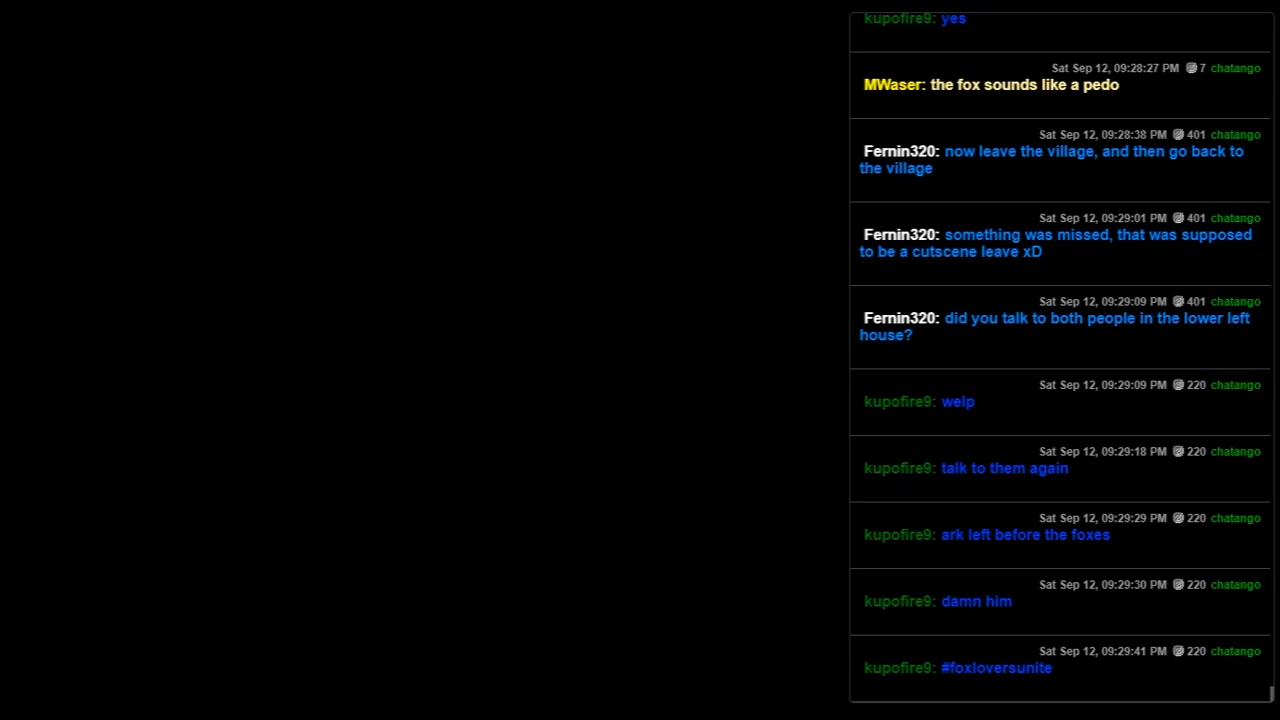 kupofire9: yes
Sat Sep 12, 09:28:27 PM 7 chatango
MWaser: the fox sounds like a pedo
Sat Sep 12, 09:28:38 PM 401 chatango
Fernin320: now leave the village, and then go back to
the village
Sat Sep 12, 09:29:01 PM 401 chatango
Fernin320: something was missed, that was supposed
to be a cutscene leave xD
Sat Sep 12, 09:29:09 PM 401 chatango
Fernin320: did you talk to both people in the lower left
house?
Sat Sep 12, 09:29:09 PM 220 chatango
kupofire9: welp
Sat Sep 12, 09:29:18 PM 220 chatango
kupofire9: talk to them again
Sat Sep 12, 09:29:29 PM 220 chatango
kupofire9: ark left before the foxes
Sat Sep 12, 09:29:30 PM 220 chatango
kupofire9: damn him
Sat Sep 12, 09:29:41 PM 220 chatango
kupofire9: #foxloversunite